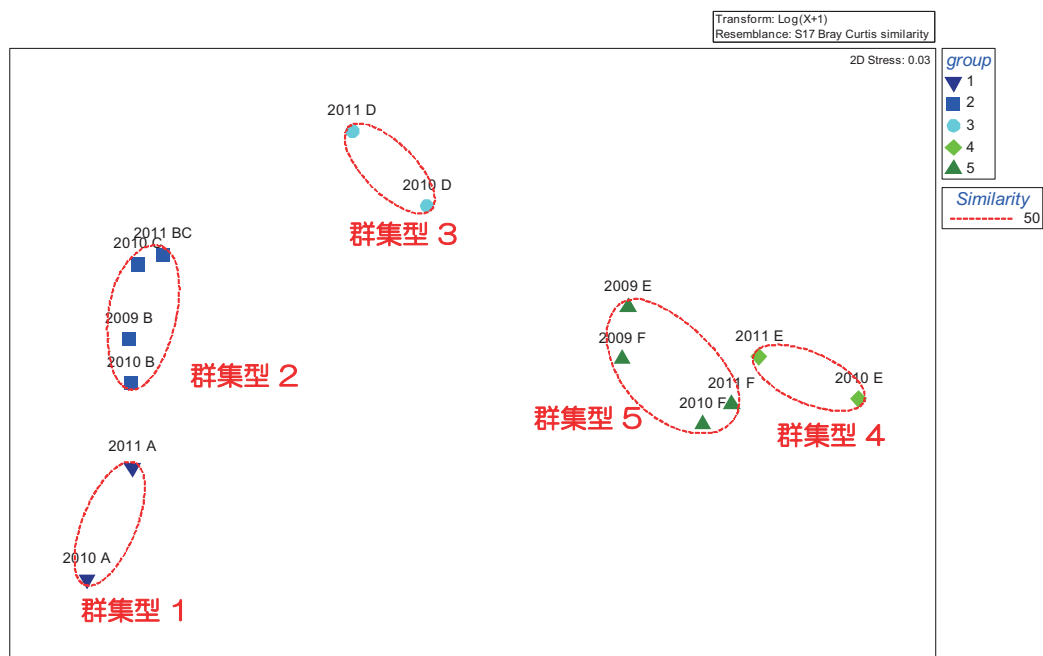 Transform: Log(X+1)
Resemblance: S17 Bray Curtis similarity
2D Stress: 0.03
group
1
2
3
4
5
Similarity
50
2011 D
2010 D
群集型 3
2011 BC
2010 C
2009 B
2010 B
群集型 2
2009 E
2009 F
2011 E
2010 E
2011 F
2010 F
群集型 5
群集型 4
2011 A
2010 A
群集型 1